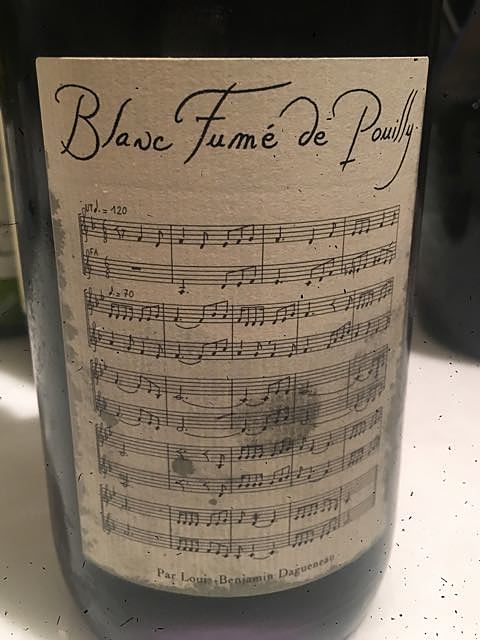 Blanc Fumé de Pouilly
= 120
= 70
Par Louis-Benjamin Dagueneau